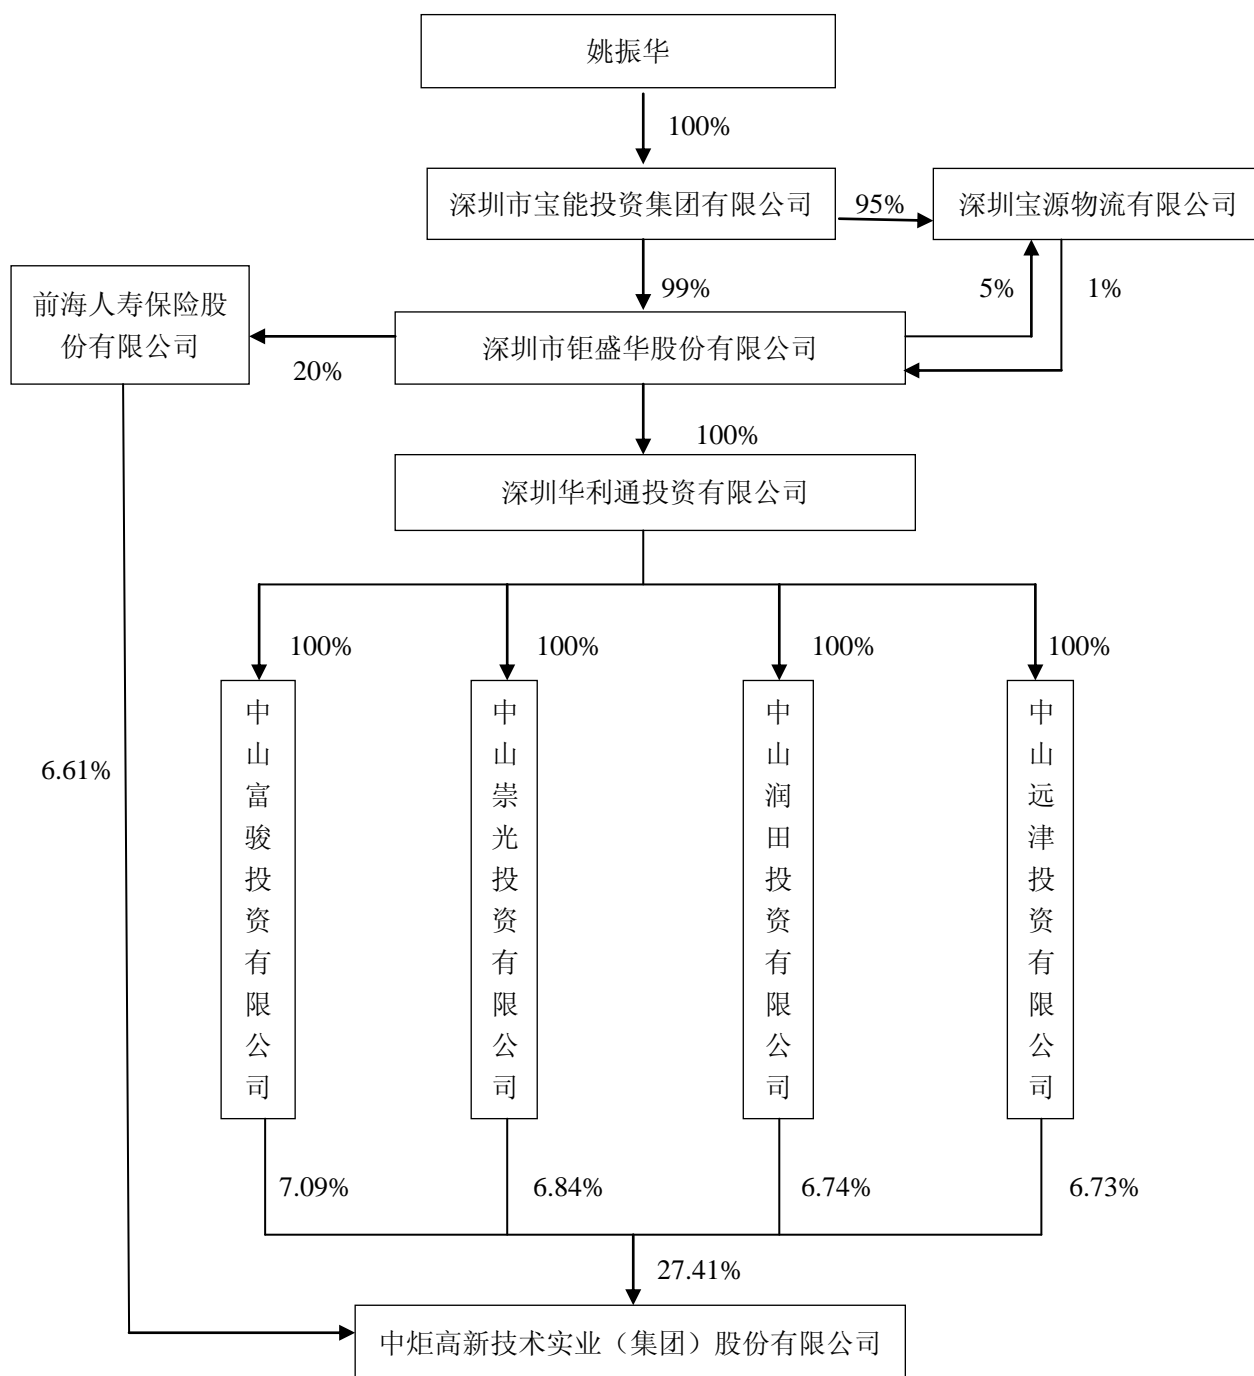 姚振华
100%
深圳市宝能投资集团有限公司
95%
深圳宝源物流有限公司
99%
5%
1%
前海人寿保险股
份有限公司
20%
深圳市钜盛华股份有限公司
100%
深圳华利通投资有限公司
100%
100%
100%
100%
中山富骏投资有限公司
中山崇光投资有限公司
中山润田投资有限公司
中山远津投资有限公司
6.61%
7.09%
6.84%
6.74%
6.73%
27.41%
中炬高新技术实业（集团）股份有限公司